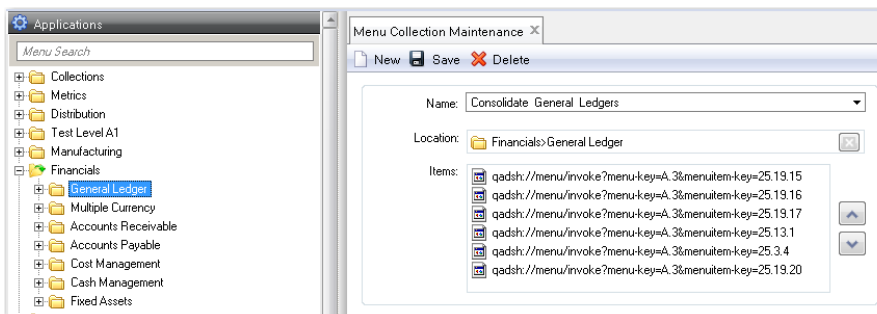 Applications
Menu Search
Collections
Metrics
Distribution
Test Level A1
Manufacturing
Financials
General Ledger
Multiple Currency
Accounts Receivable
Accounts Payable
Cost Management
Cash Management
Fixed Assets
Menu Collection Maintenance X
New Save Delete
Name: Consolidate General Ledgers
Location: Financials>General Ledger
Items:
qadsh://menu/invoke?menu-key=A.3&menuitem-key=25.19.15
qadsh://menu/invoke?menu-key=A.3&menuitem-key=25.19.16
qadsh://menu/invoke?menu-key=A.3&menuitem-key=25.19.17
qadsh://menu/invoke?menu-key=A.3&menuitem-key=25.13.1
qadsh://menu/invoke?menu-key=A.3&menuitem-key=25.3.4
qadsh://menu/invoke?menu-key=A.3&menuitem-key=25.19.20